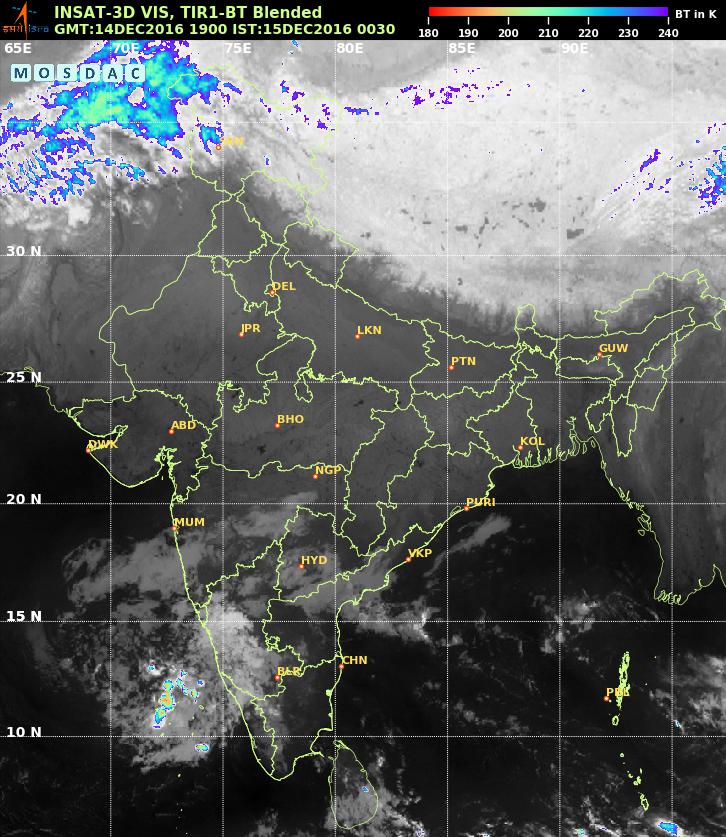 INSAT-3D VIS, TIR1-BT Blended
GMT:14DEC2016 1900 IST:15DEC2016 0030
BT in K
180 190 200 210 220 230 240
65E 70E 75E 80E 85E 90E
MOSDAC
30 N
DEL
JPR
LKN
GUW
PTN
25 N
ABD
BHO
DWK
KOL
NGP
20 N
PURI
MUM
VKP
HYD
15 N
CHN
BLR
10 N